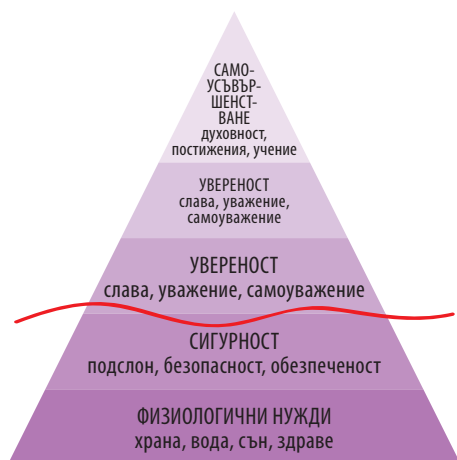 САМО-
УСЪВЪР-
ШЕНСТ-
ВАНЕ
духовност,
постижения, учение
УВЕРЕНОСТ
слава, уважение,
самоуважение
УВЕРЕНОСТ
слава, уважение, самоуважение
СИГУРНОСТ
подслон, безопасност, обезпеченост
ФИЗИОЛОГИЧНИ НУЖДИ
храна, вода, сън, здраве